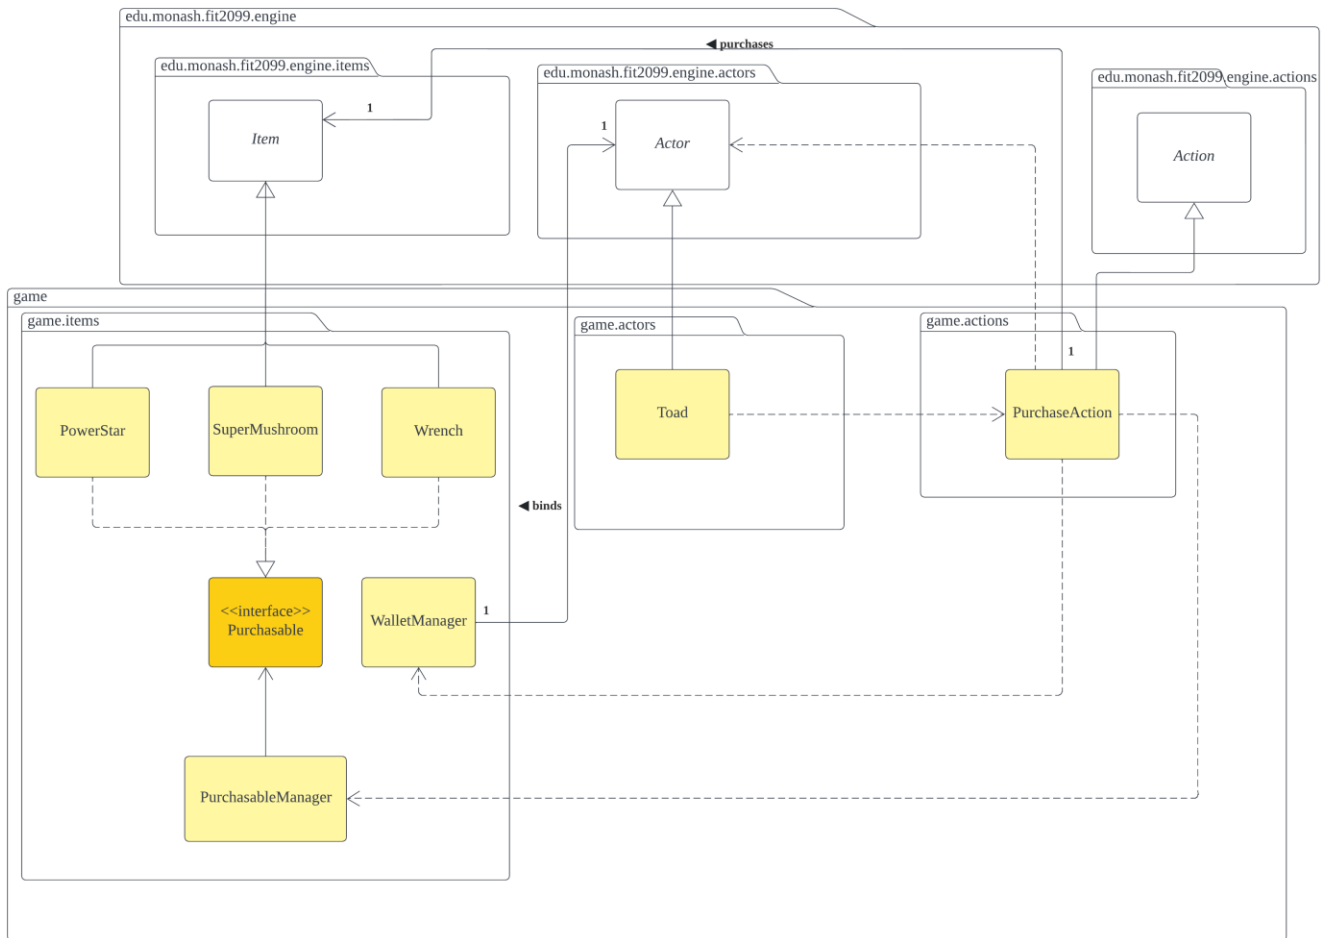 edu.monash.fit2099.engine
◀ purchases
edu.monash.fit2099.engine.items
edu.monash.fit2099.engine.actors
edu.monash.fit2099.engine.actions
1
Item
1
Actor
Action
game
game.items
game.actors
game.actions
1
PowerStar
SuperMushroom
Wrench
Toad
PurchaseAction
◀ binds
<<interface>>
Purchasable
WalletManager
1
PurchasableManager